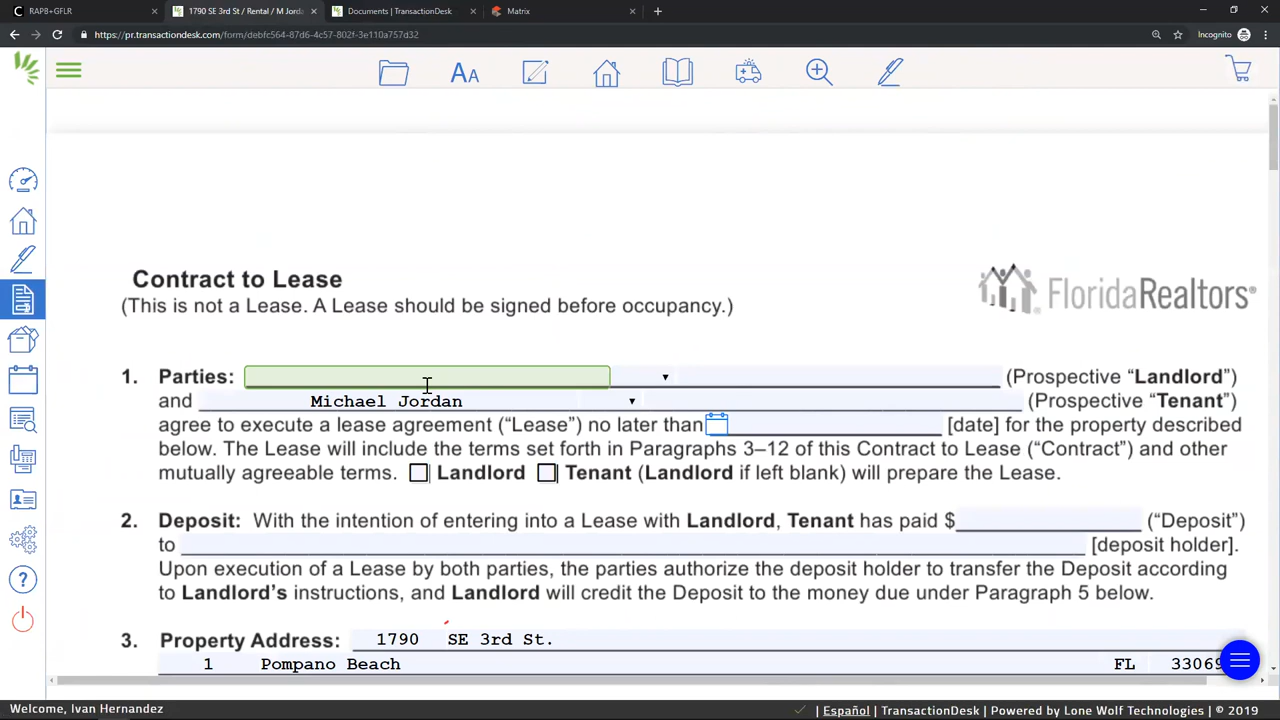 RAPB+GFLR
1790 SE 3rd St / Rental / M Jorda
Documents | TransactionDesk
Matrix
https://pr.transactiondesk.com/form/debfc564-87d6-4c57-802f-3e110a757d32
Incognito
Contract to Lease
(This is not a Lease. A Lease should be signed before occupancy.)
FloridaRealtors®
1. Parties: (Prospective “Landlord”)
and Michael Jordan (Prospective “Tenant”)
agree to execute a lease agreement (“Lease”) no later than [date] for the property described
below. The Lease will include the terms set forth in Paragraphs 3–12 of this Contract to Lease (“Contract”) and other
mutually agreeable terms. Landlord Tenant (Landlord if left blank) will prepare the Lease.
2. Deposit: With the intention of entering into a Lease with Landlord, Tenant has paid $ (“Deposit”)
to [deposit holder].
Upon execution of a Lease by both parties, the parties authorize the deposit holder to transfer the Deposit according
to Landlord’s instructions, and Landlord will credit the Deposit to the money due under Paragraph 5 below.
3. Property Address: 1790 SE 3rd St.
1 Pompano Beach FL 33069
Welcome, Ivan Hernandez
| Español | TransactionDesk | Powered by Lone Wolf Technologies | © 2019